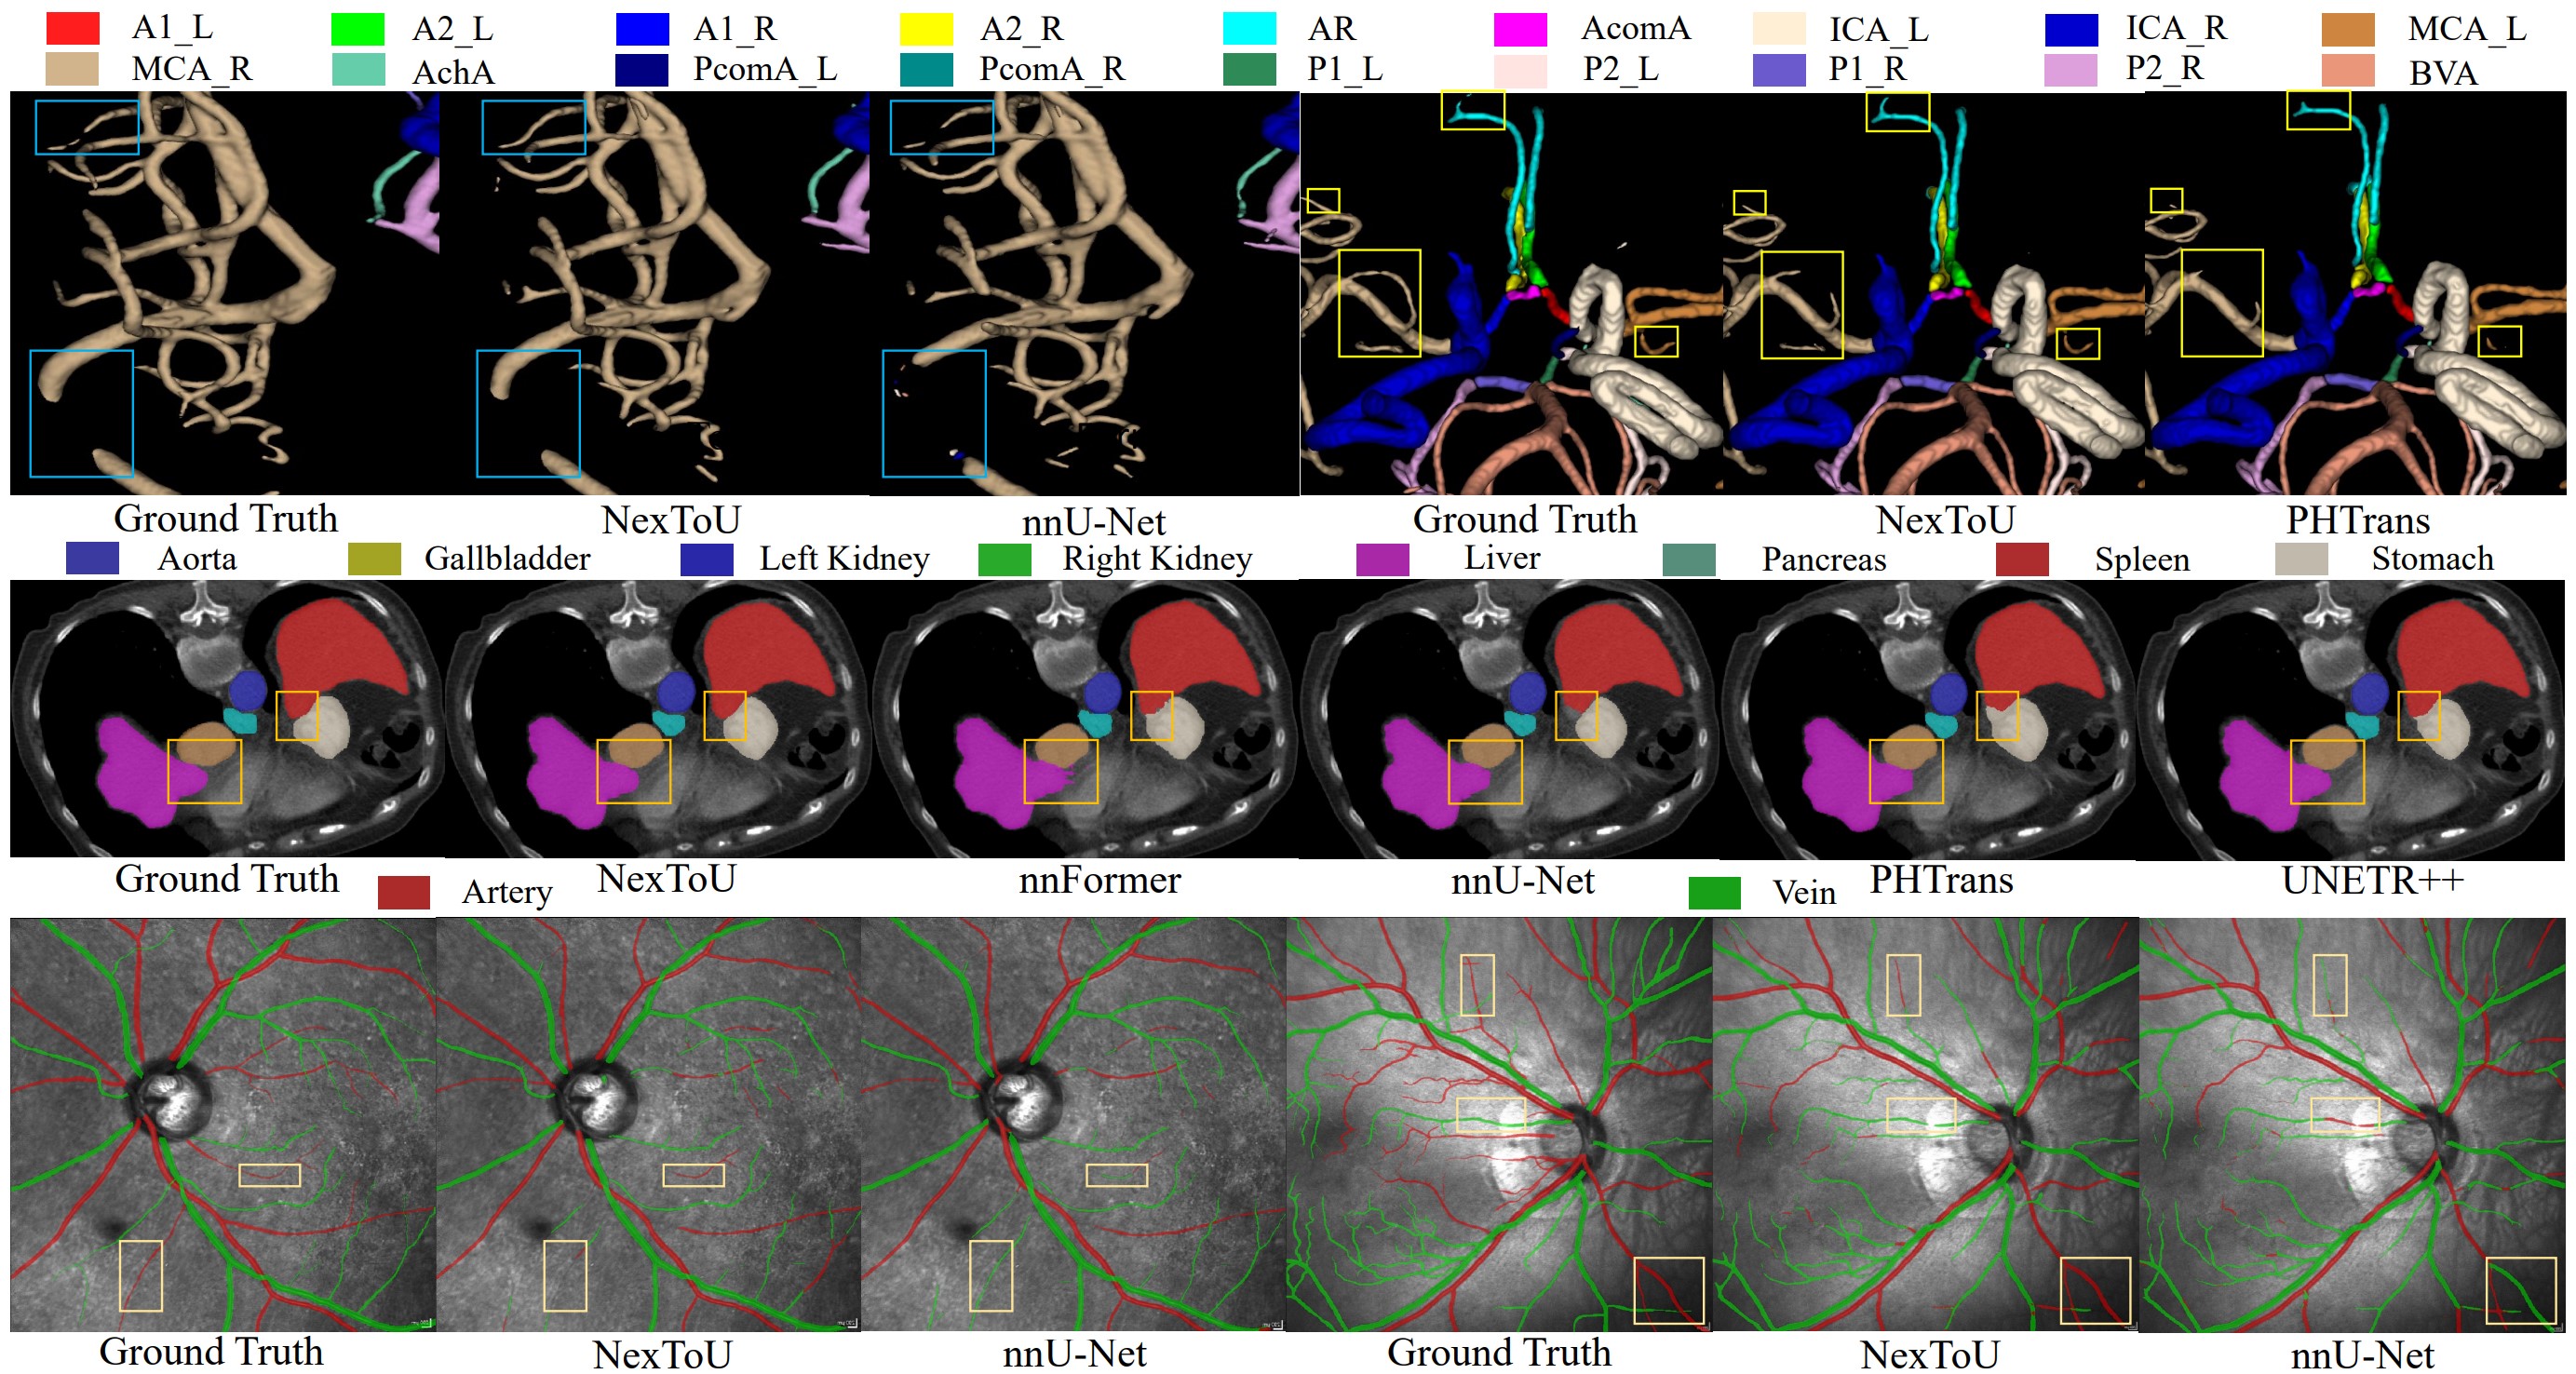 A1_L A2_L A1_R A2_R AR AcomA ICA_L ICA_R MCA_L
MCA_R AchA PcomA_L PcomA_R P1_L P2_L P1_R P2_R BVA
Ground Truth NexToU nnU-Net Ground Truth NexToU PHTrans
Aorta Gallbladder Left Kidney Right Kidney Liver Pancreas Spleen Stomach
Ground Truth NexToU nnFormer nnU-Net PHTrans UNETR++
Artery Vein
Ground Truth NexToU nnU-Net Ground Truth NexToU nnU-Net